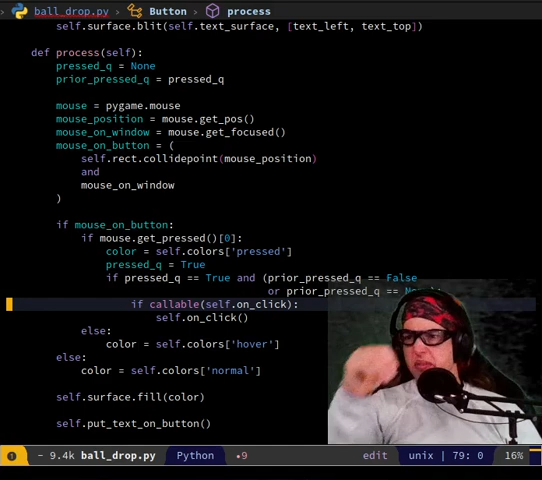 ball_drop.py > Button > process
self.surface.blit(self.text_surface, [text_left, text_top])
def process(self):
pressed_q = None
prior_pressed_q = pressed_q
mouse = pygame.mouse
mouse_position = mouse.get_pos()
mouse_on_window = mouse.get_focused()
mouse_on_button = (
self.rect.collidepoint(mouse_position)
and
mouse_on_window
)
if mouse_on_button:
if mouse.get_pressed()[0]:
color = self.colors['pressed']
pressed_q = True
if pressed_q == True and (prior_pressed_q == False
or prior_pressed_q ==
if callable(self.on_click):
self.on_click()
else:
color = self.colors['hover']
else:
color = self.colors['normal']
self.surface.fill(color)
self.put_text_on_button()
- 9.4k ball_drop.py Python •9 edit unix | 79: 0 16%